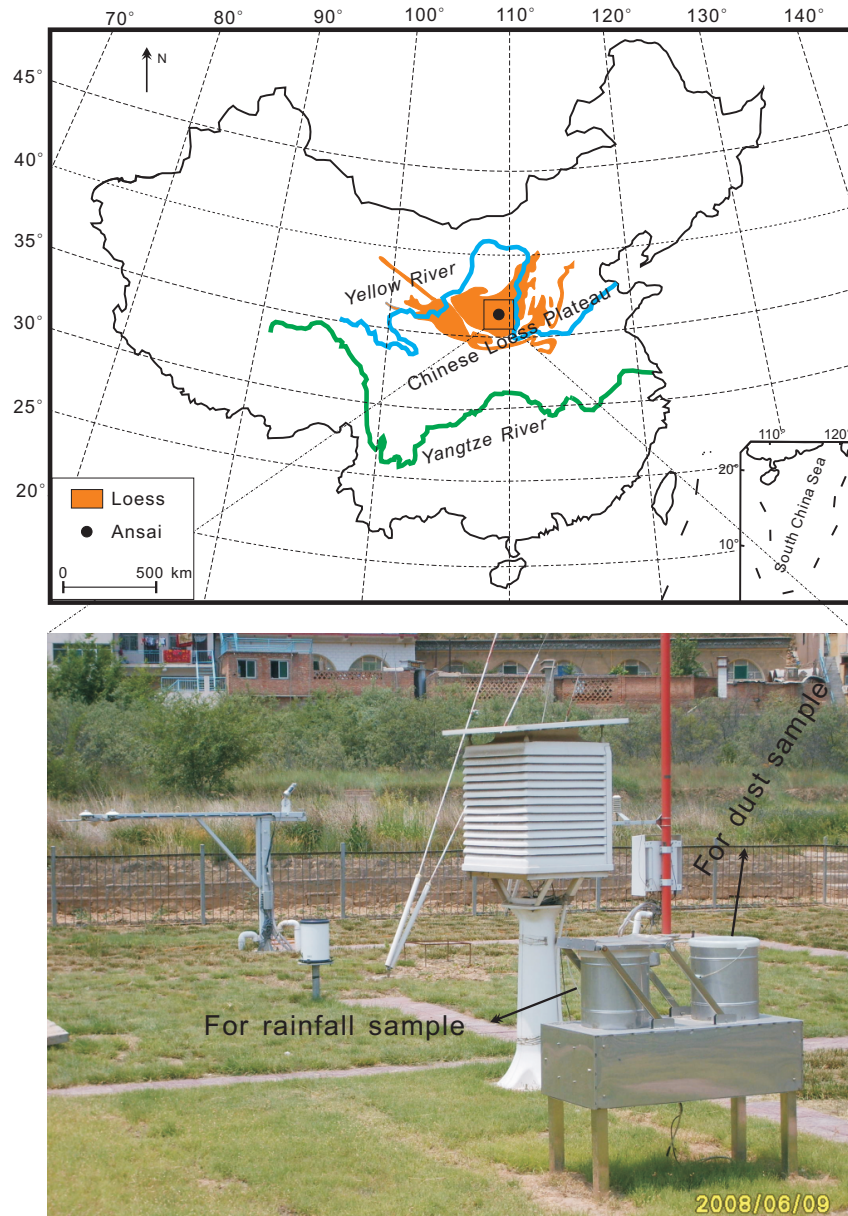 70° 80° 90° 100° 110° 120° 130° 140°
N
45°
40°
35°
30°
25°
20°
Yellow River
Chinese Loess Plateau
Yangtze River
Loess
Ansai
0 500 km
110° 120°
20°
10°
South China Sea
For dust sample
For rainfall sample
2008/06/09